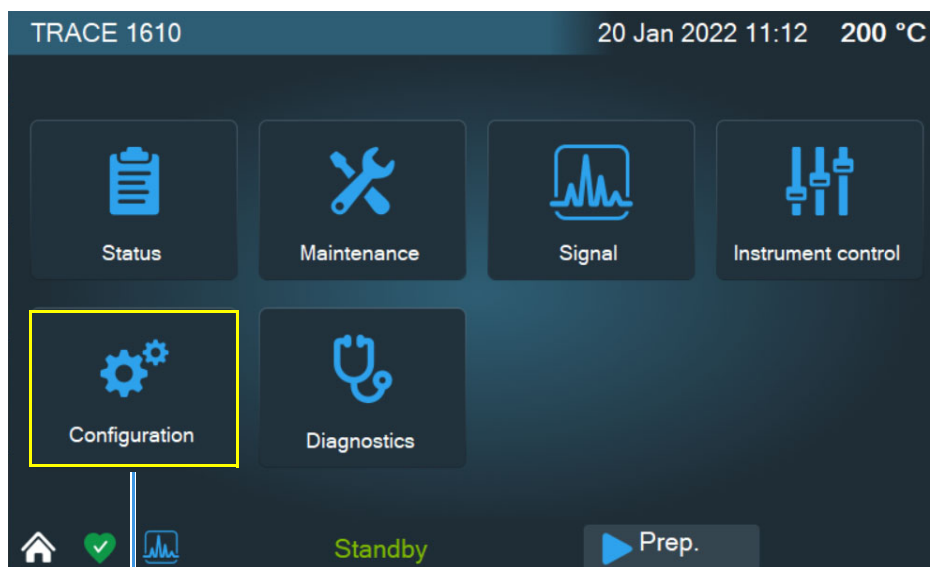 TRACE 1610 20 Jan 2022 11:12 200 °C
Status Maintenance Signal Instrument control
Configuration Diagnostics
Standby Prep.